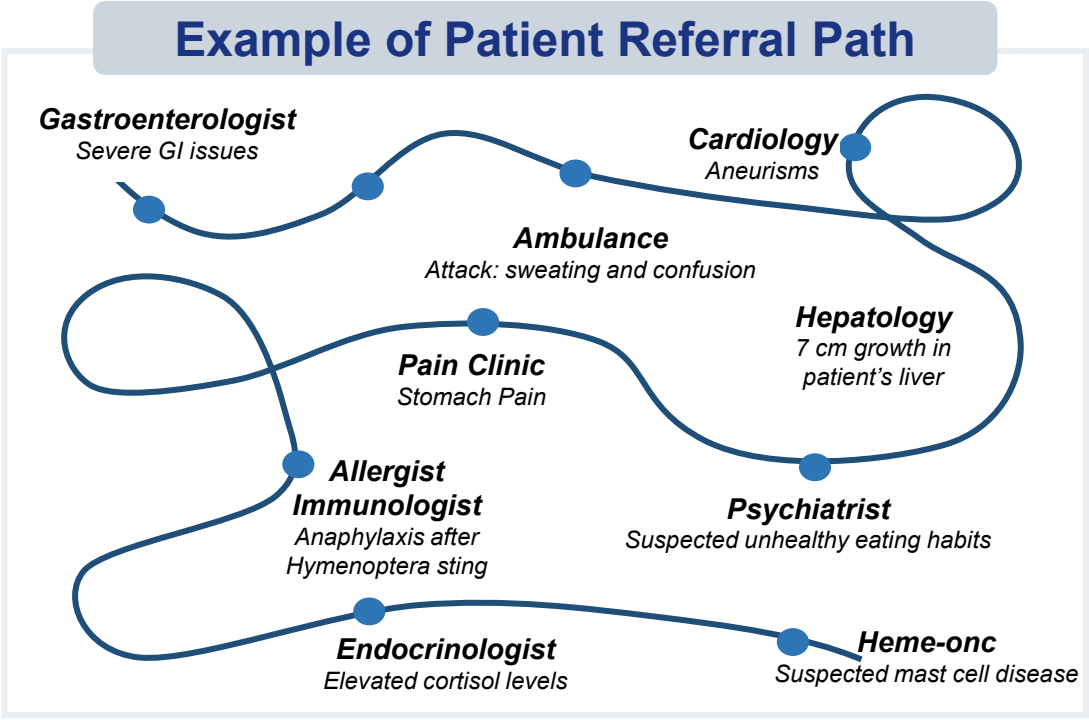 Example of Patient Referral Path
Gastroenterologist
Severe GI issues
Cardiology
Aneurisms
Ambulance
Attack: sweating and confusion
Hepatology
7 cm growth in
patient's liver
Pain Clinic
Stomach Pain
Allergist
Immunologist
Anaphylaxis after
Hymenoptera sting
Psychiatrist
Suspected unhealthy eating habits
Endocrinologist
Elevated cortisol levels
Heme-onc
Suspected mast cell disease